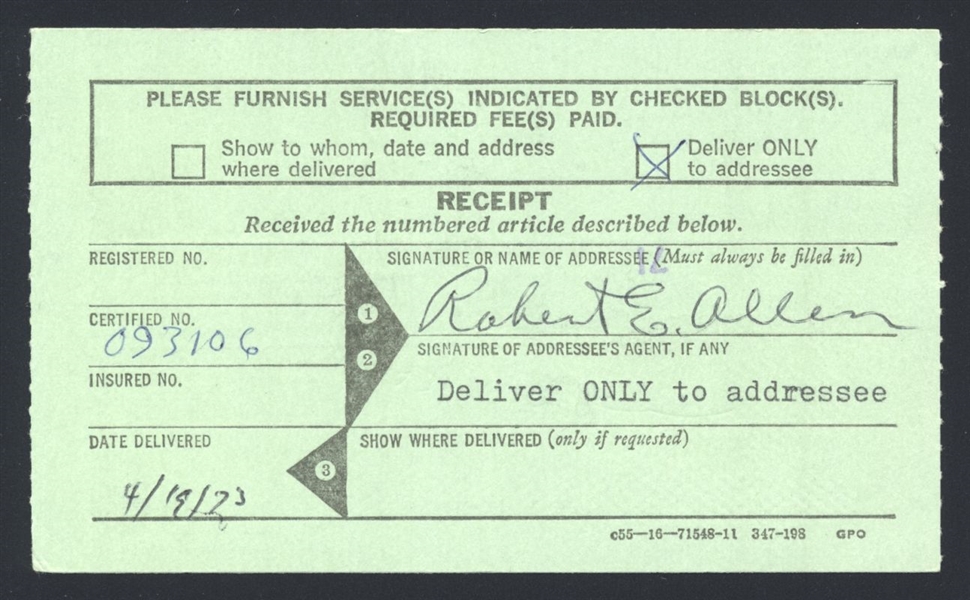 PLEASE FURNISH SERVICE(S) INDICATED BY CHECKED BLOCK(S).
REQUIRED FEE(S) PAID.
Show to whom, date and address
where delivered
Deliver ONLY
to addressee
RECEIPT
Received the numbered article described below.
REGISTERED NO.
SIGNATURE OR NAME OF ADDRESSEE (Must always be filled in)
12
1
Robert E. Allen
CERTIFIED NO.
093106
2
SIGNATURE OF ADDRESSEE'S AGENT, IF ANY
INSURED NO.
Deliver ONLY to addressee
DATE DELIVERED
SHOW WHERE DELIVERED (only if requested)
3
4/19/73
c55—16—71548-11 347-198 GPO